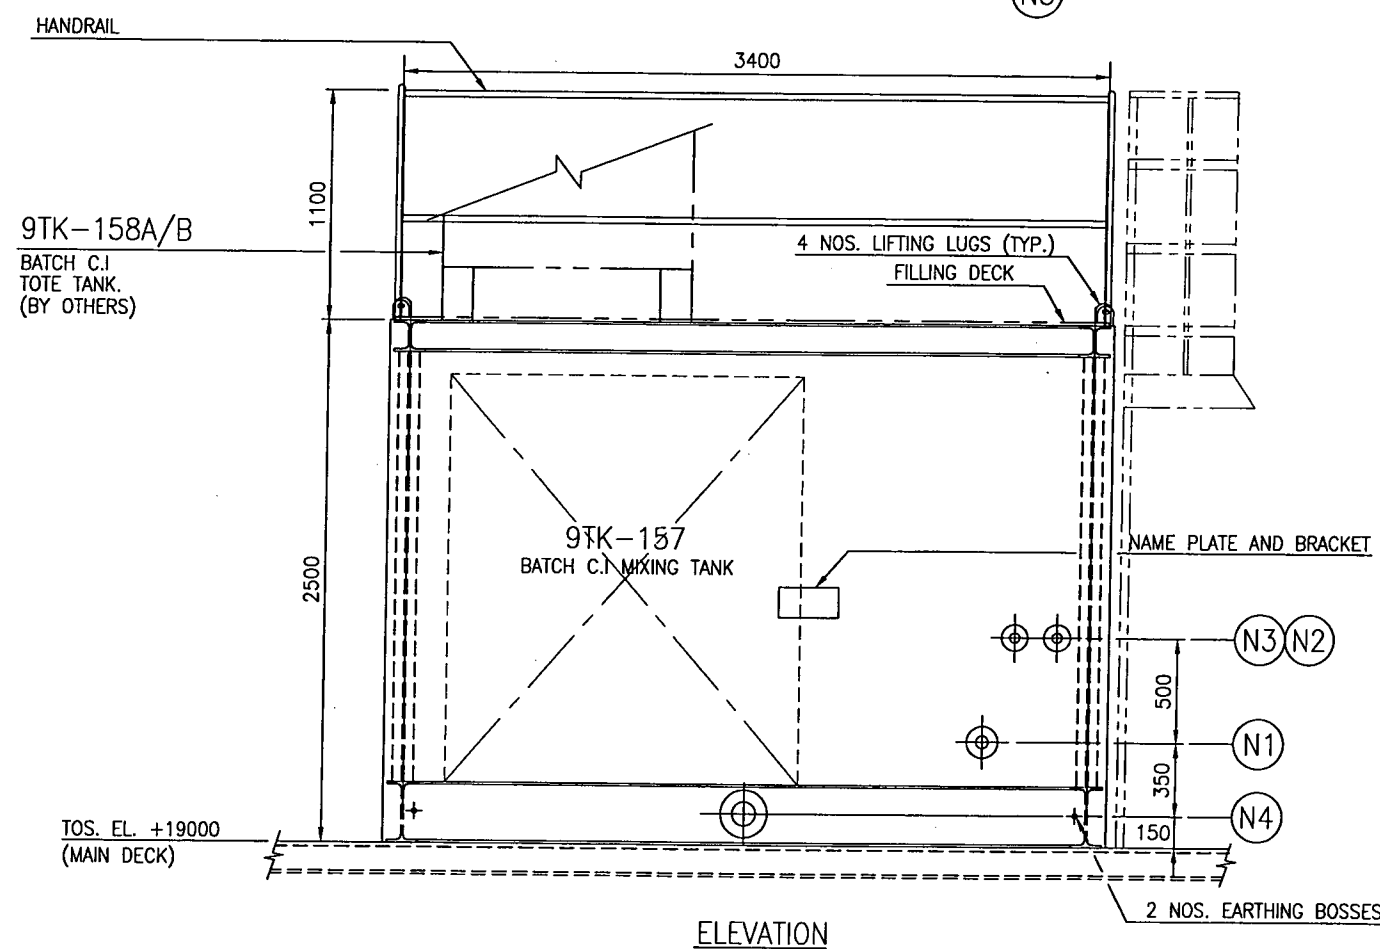 HANDRAIL
3400
1100
9TK-158A/B
BATCH C.I
TOTE TANK.
(BY OTHERS)
4 NOS. LIFTING LUGS (TYP.)
FILLING DECK
2500
9TK-157
BATCH C.I MIXING TANK
NAME PLATE AND BRACKET
N3 N2
500
N1
350
N4
150
TOS. EL. +19000
(MAIN DECK)
2 NOS. EARTHING BOSSES
ELEVATION